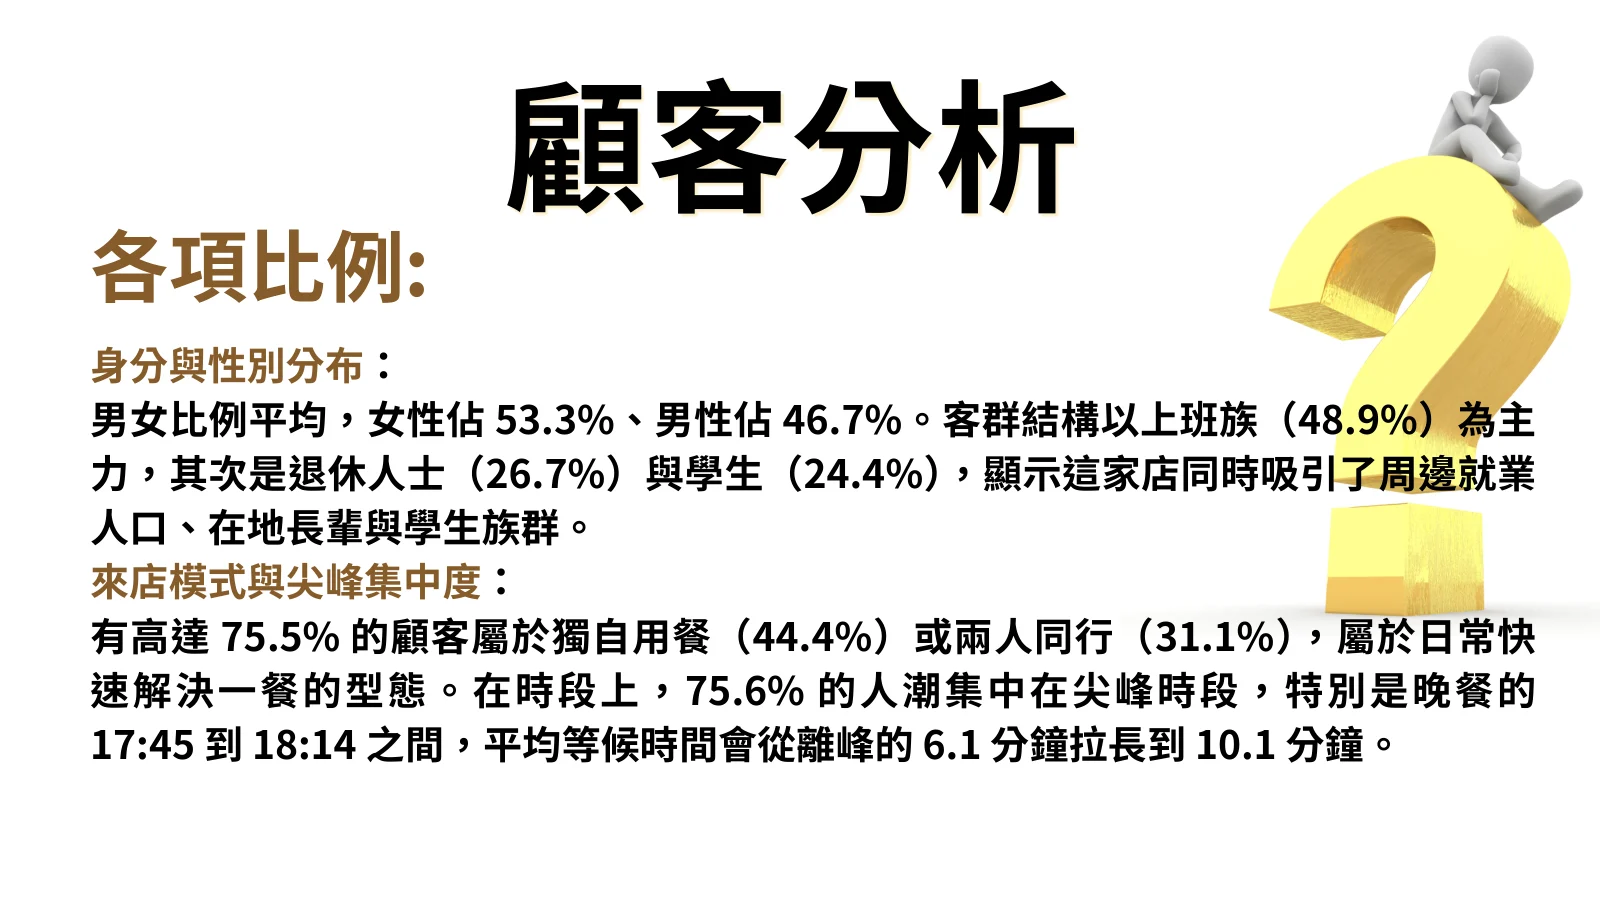 顧客分析
各項比例:
身分與性別分布：
男女比例平均，女性佔 53.3%、男性佔 46.7%。客群結構以上班族（48.9%）為主
力，其次是退休人士（26.7%）與學生（24.4%），顯示這家店同時吸引了周邊就業
人口、在地長輩與學生族群。
來店模式與尖峰集中度：
有高達 75.5% 的顧客屬於獨自用餐（44.4%）或兩人同行（31.1%），屬於日常快
速解決一餐的型態。在時段上，75.6% 的人潮集中在尖峰時段，特別是晚餐的
17:45 到 18:14 之間，平均等候時間會從離峰的 6.1 分鐘拉長到 10.1 分鐘。